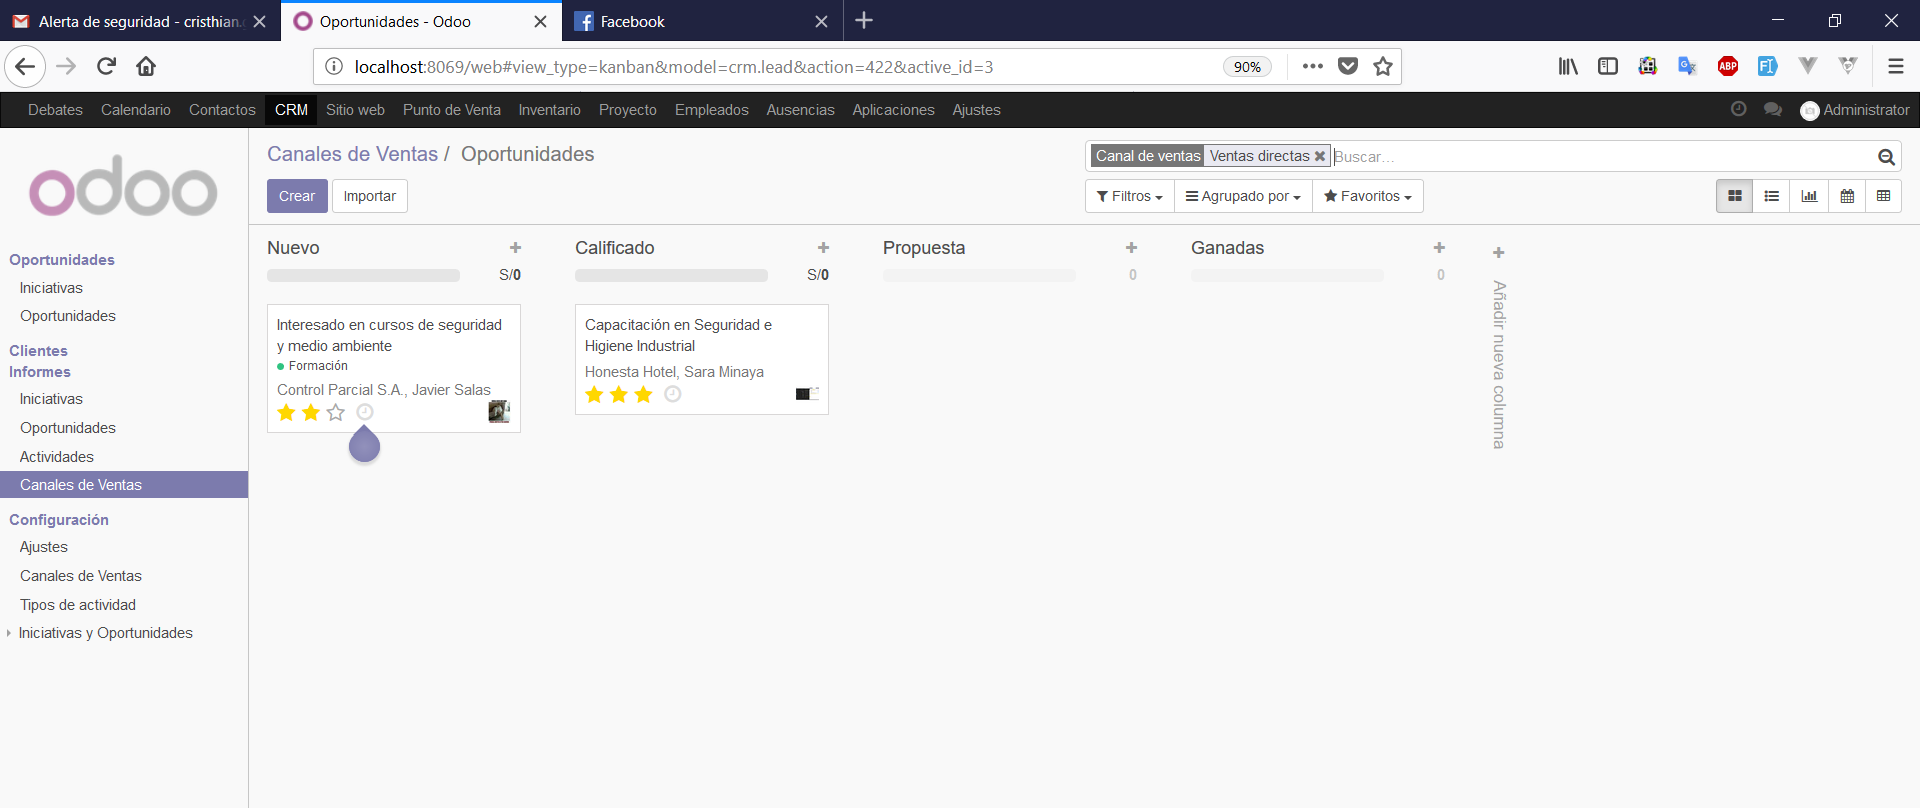 Alerta de seguridad - cristhian.
Oportunidades - Odoo
Facebook
localhost:8069/web#view_type=kanban&model=crm.lead&action=422&active_id=3
90%
ABP
Debates Calendario Contactos CRM Sitio web Punto de Venta Inventario Proyecto Empleados Ausencias Aplicaciones Ajustes
Administrator
odoo
Oportunidades
Iniciativas
Oportunidades
Clientes
Informes
Iniciativas
Oportunidades
Actividades
Canales de Ventas
Configuración
Ajustes
Canales de Ventas
Tipos de actividad
Iniciativas y Oportunidades
Canales de Ventas / Oportunidades
Canal de ventas Ventas directas Buscar...
Crear Importar
Filtros Agrupado por Favoritos
Nuevo
S/0
Interesado en cursos de seguridad
y medio ambiente
Formación
Control Parcial S.A., Javier Salas
Calificado
S/0
Capacitación en Seguridad e
Higiene Industrial
Honesta Hotel, Sara Minaya
Propuesta
0
Ganadas
0
Añadir nueva columna